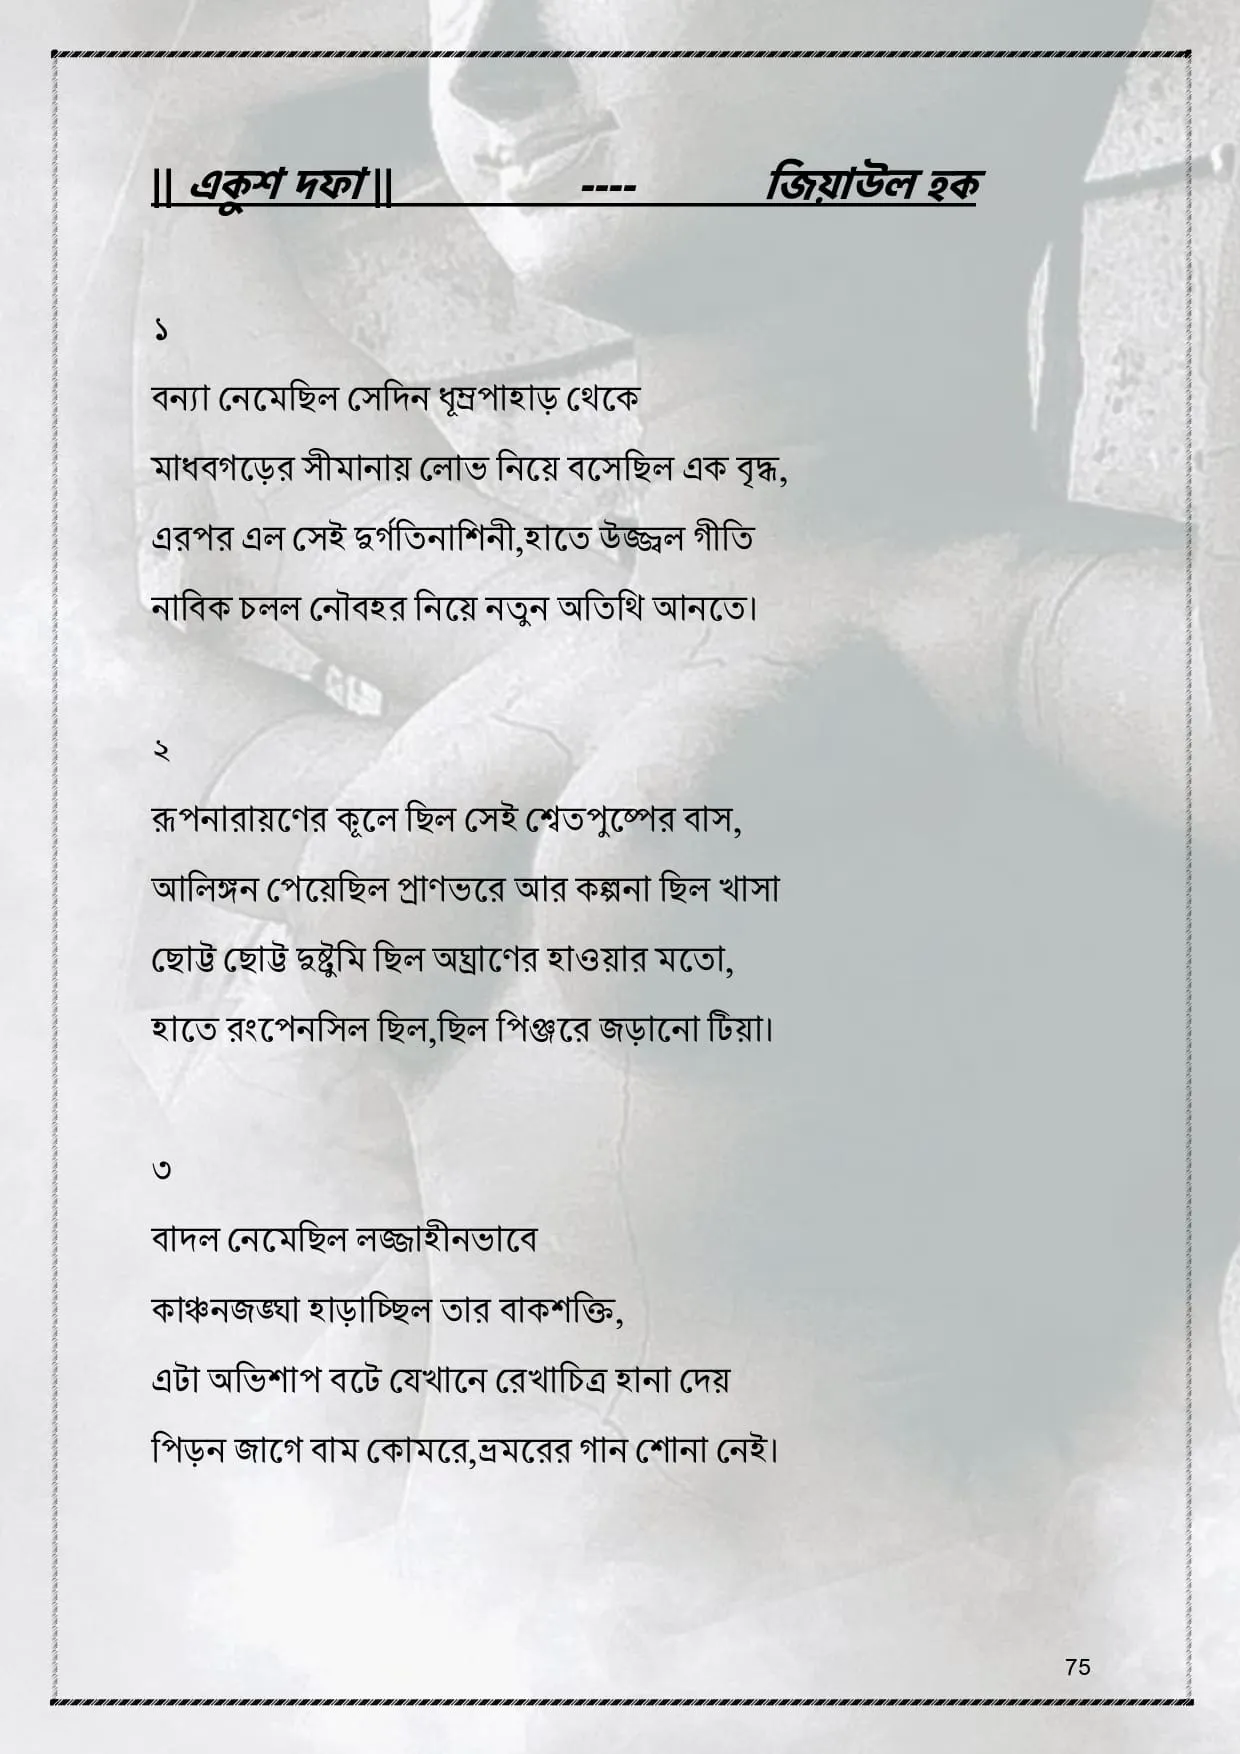 || একুশ দফা || ---- জিয়াউল হক
১
বন্যা নেমেছিল সেদিন ধূম্রপাহাড় থেকে
মাধবগড়ের সীমানায় লোভ নিয়ে বসেছিল এক বৃদ্ধ,
এরপর এল সেই দুর্গতিনাশিনী,হাতে উজ্জ্বল গীতি
নাবিক চলল নৌবহর নিয়ে নতুন অতিথি আনতে।
২
রূপনারায়ণের কূলে ছিল সেই শ্বেতপুষ্পের বাস,
আলিঙ্গন পেয়েছিল প্রাণভরে আর কল্পনা ছিল খাসা
ছোট্ট ছোট্ট দুষ্টুমি ছিল অঘ্রাণের হাওয়ার মতো,
হাতে রংপেনসিল ছিল,ছিল পিঞ্জরে জড়ানো টিয়া।
৩
বাদল নেমেছিল লজ্জাহীনভাবে
কাঞ্চনজঙ্ঘা হাড়াচ্ছিল তার বাকশক্তি,
এটা অভিশাপ বটে যেখানে রেখাচিত্র হানা দেয়
পিড়ন জাগে বাম কোমরে,ভ্রমরের গান শোনা নেই।
75